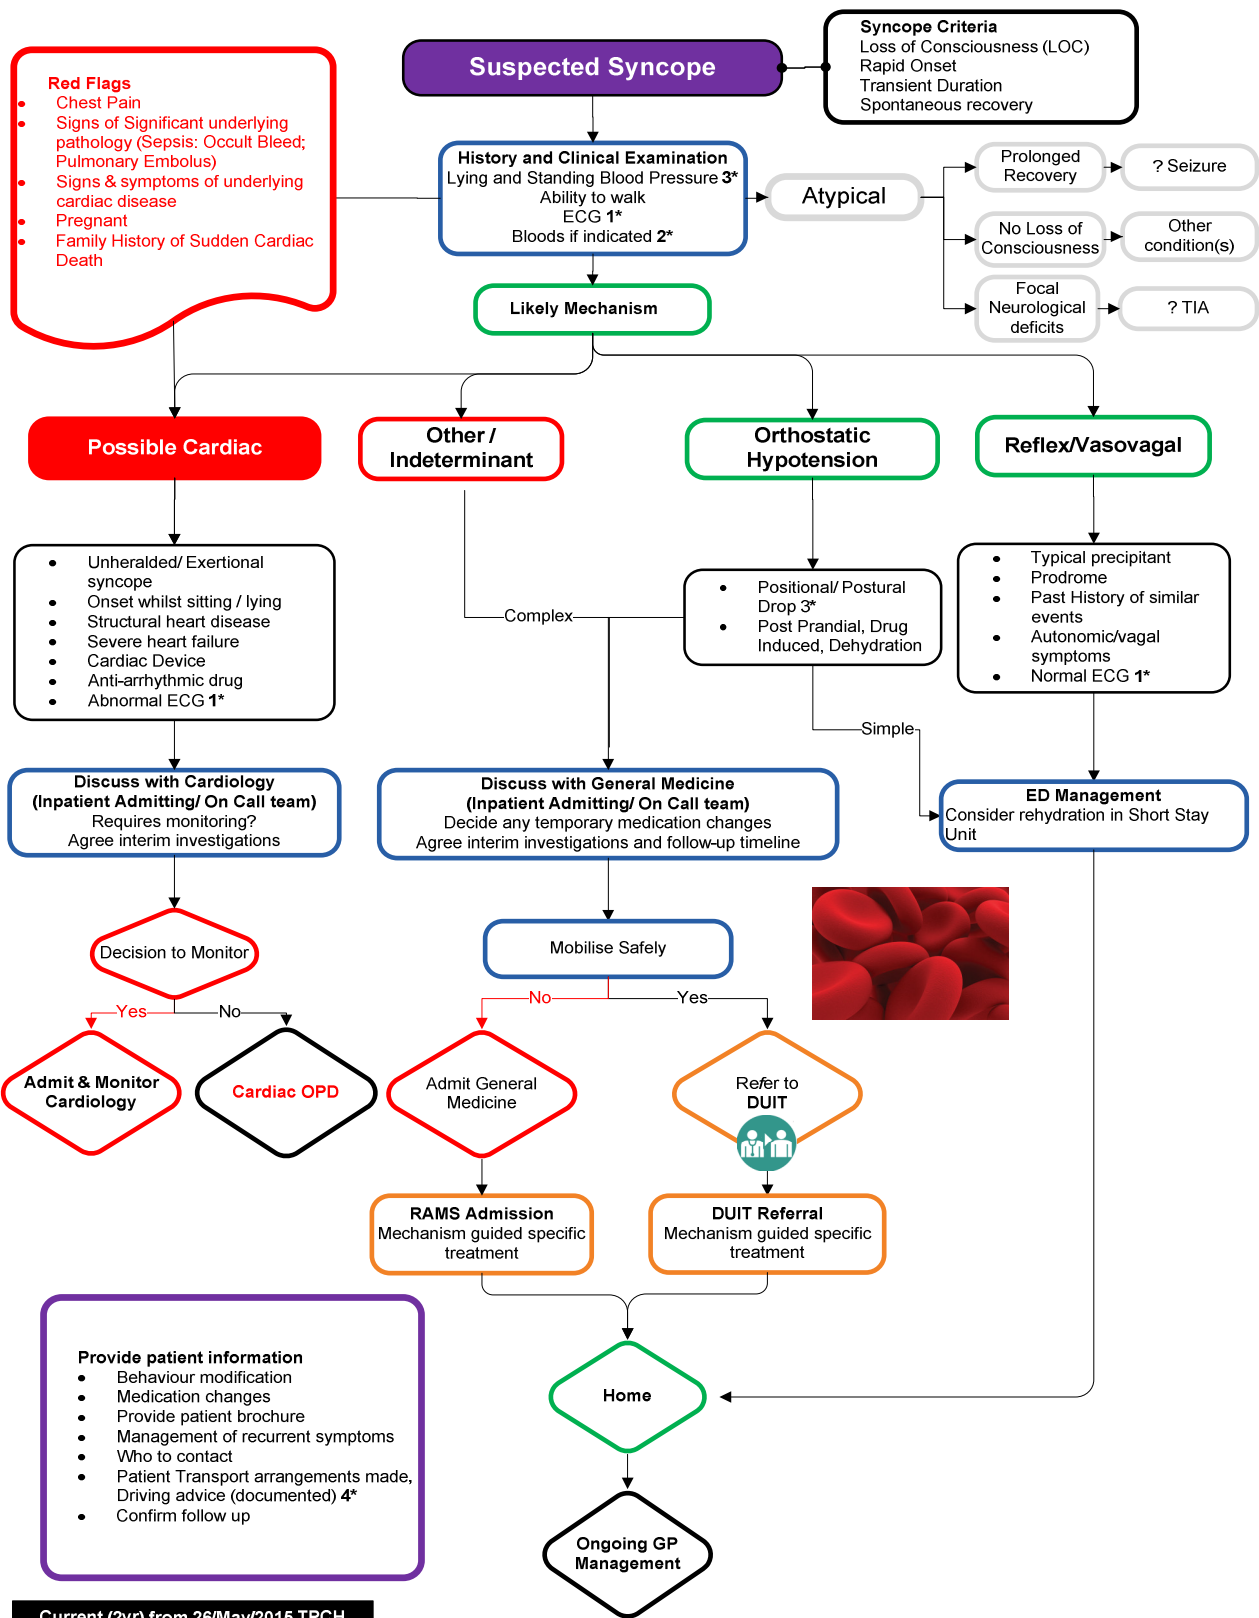 Suspected Syncope
Syncope Criteria
Loss of Consciousness (LOC)
Rapid Onset
Transient Duration
Spontaneous recovery
Red Flags
Chest Pain
Signs of Significant underlying
pathology (Sepsis: Occult Bleed;
Pulmonary Embolus)
Signs & symptoms of underlying
cardiac disease
Pregnant
Family History of Sudden Cardiac
Death
History and Clinical Examination
Lying and Standing Blood Pressure 3*
Ability to walk
ECG 1*
Bloods if indicated 2*
Atypical
Prolonged
Recovery
? Seizure
No Loss of
Consciousness
Other
condition(s)
Focal
Neurological
deficits
? TIA
Likely Mechanism
Possible Cardiac
Other /
Indeterminant
Orthostatic
Hypotension
Reflex/Vasovagal
Unheralded/ Exertional
syncope
Onset whilst sitting / lying
Structural heart disease
Severe heart failure
Cardiac Device
Anti-arrhythmic drug
Abnormal ECG 1*
Complex
Positional/ Postural
Drop 3*
Post Prandial, Drug
Induced, Dehydration
Typical precipitant
Prodrome
Past History of similar
events
Autonomic/vagal
symptoms
Normal ECG 1*
Simple
Discuss with Cardiology
(Inpatient Admitting/ On Call team)
Requires monitoring?
Agree interim investigations
Discuss with General Medicine
(Inpatient Admitting/ On Call team)
Decide any temporary medication changes
Agree interim investigations and follow-up timeline
ED Management
Consider rehydration in Short Stay
Unit
Decision to Monitor
Mobilise Safely
Yes
No
No
Yes
Admit & Monitor
Cardiology
Cardiac OPD
Admit General
Medicine
Refer to
DUIT
RAMS Admission
Mechanism guided specific
treatment
DUIT Referral
Mechanism guided specific
treatment
Provide patient information
Behaviour modification
Medication changes
Provide patient brochure
Management of recurrent symptoms
Who to contact
Patient Transport arrangements made,
Driving advice (documented) 4*
Confirm follow up
Home
Ongoing GP
Management
Current (2yr) from 26/May/2015 TPCH